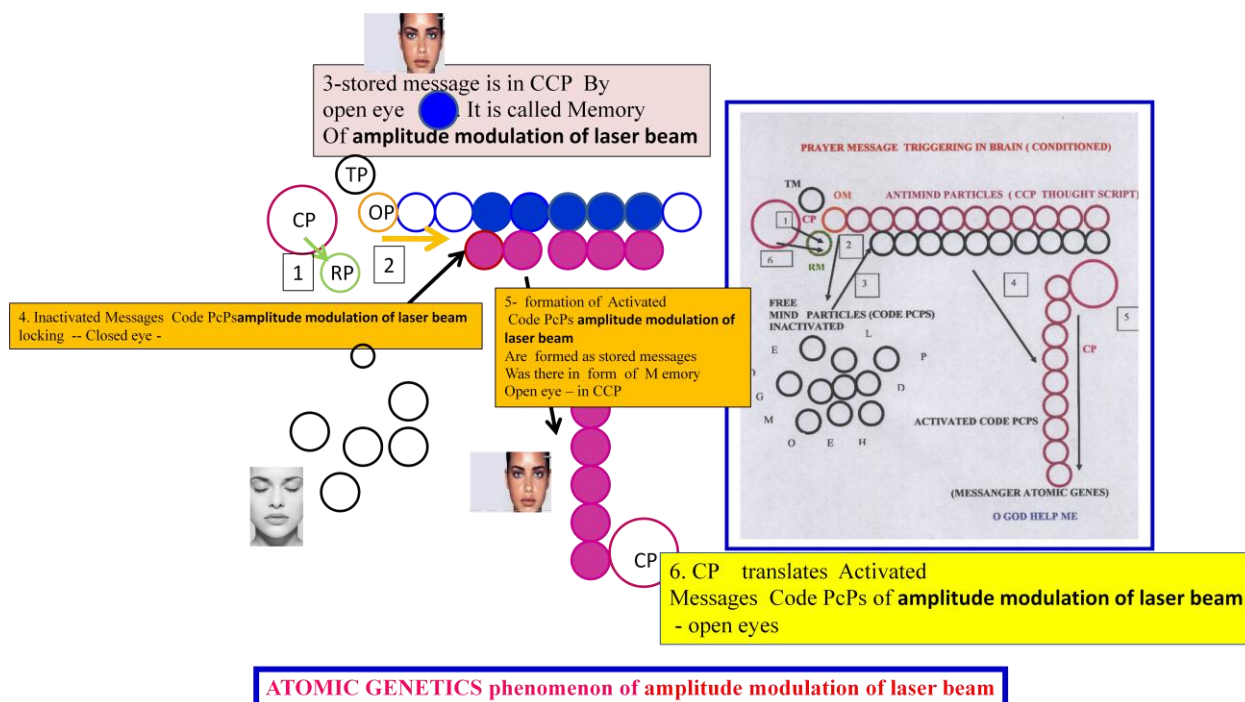 3-stored message is in CCP By
open eye . It is called Memory
Of amplitude modulation of laser beam
TP
CP
OP
1
RP
2
4. Inactivated Messages Code PcPsamplitude modulation of laser beam
locking -- Closed eye -
5- formation of Activated
Code PcPs amplitude modulation of
laser beam
Are formed as stored messages
Was there in form of M emory
Open eye – in CCP
CP
6. CP translates Activated
Messages Code PcPs of amplitude modulation of laser beam
- open eyes
PRAYER MESSAGE TRIGGERING IN BRAIN ( CONDITIONED)
TM
OM
ANTIMIND PARTICLES ( CCP THOUGHT SCRIPT)
1
CP
6
RM
2
3
4
5
FREE
MIND PARTICLES (CODE PCPS)
INACTIVATED
CP
L
E
P
D
G
M
O
E
H
ACTIVATED CODE PCPS
(MESSANGER ATOMIC GENES)
O GOD HELP ME
ATOMIC GENETICS phenomenon of amplitude modulation of laser beam